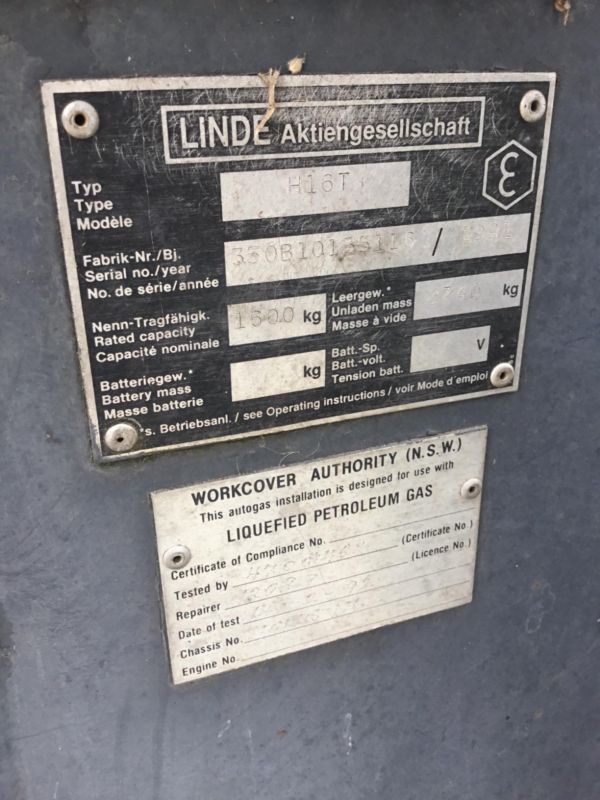 LINDE Aktiengesellschaft
Typ
Type
Modèle
H16T
ε
Fabrik-Nr./Bj.
Serial no./year
No. de série/année
/
Nenn-Tragfähigk.
Rated capacity
Capacité nominale
1600 kg
Leergew.*
Unladen mass
Masse à vide
kg
Batteriegew.*
Battery mass
Masse batterie
kg
Batt.-Sp.
Batt.-volt.
Tension batt.
V
*s. Betriebsanl. / see Operating instructions / voir Mode d'emploi
WORKCOVER AUTHORITY (N.S.W.)
This autogas installation is designed for use with
LIQUEFIED PETROLEUM GAS
Certificate of Compliance No.
Tested by (Certificate No.)
Repairer (Licence No.)
Date of test
Chassis No.
Engine No.